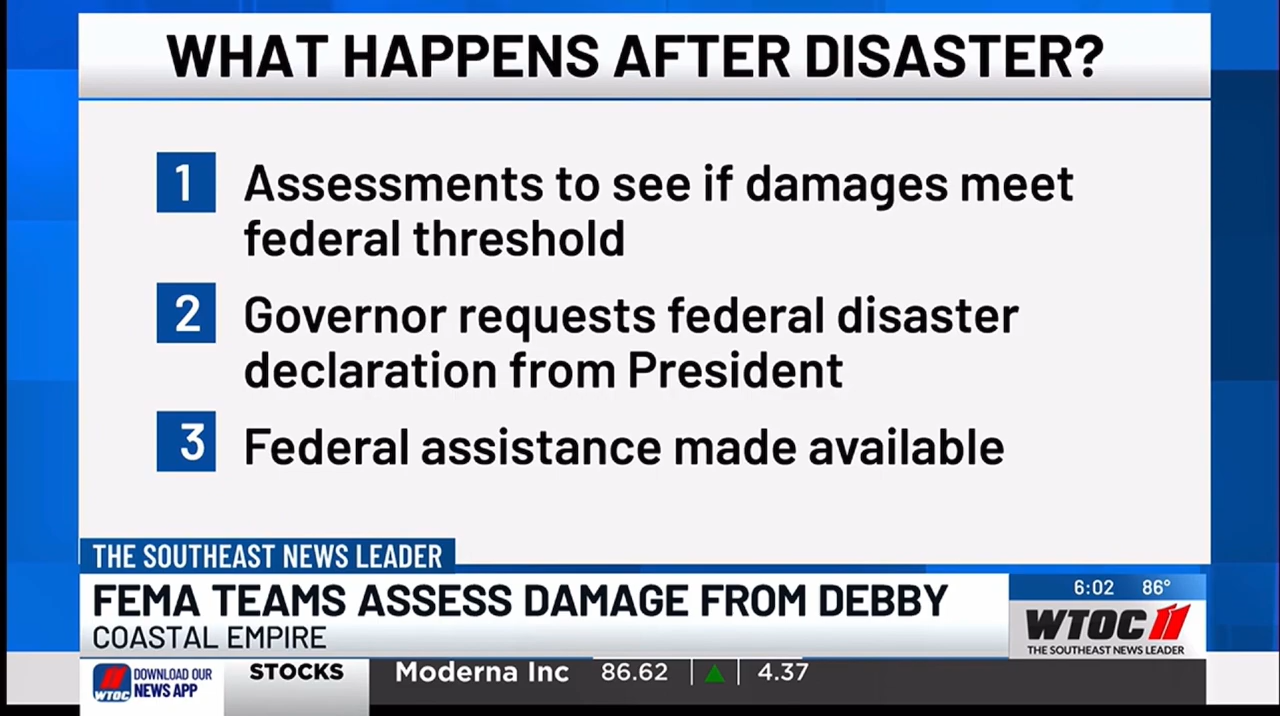 WHAT HAPPENS AFTER DISASTER?
1 Assessments to see if damages meet
federal threshold
2 Governor requests federal disaster
declaration from President
3 Federal assistance made available
THE SOUTHEAST NEWS LEADER
FEMA TEAMS ASSESS DAMAGE FROM DEBBY
COASTAL EMPIRE
6:02 86°
WTOC 11
THE SOUTHEAST NEWS LEADER
11
WTOC
DOWNLOAD OUR
NEWS APP
STOCKS
Moderna Inc 86.62 | ▲ | 4.37